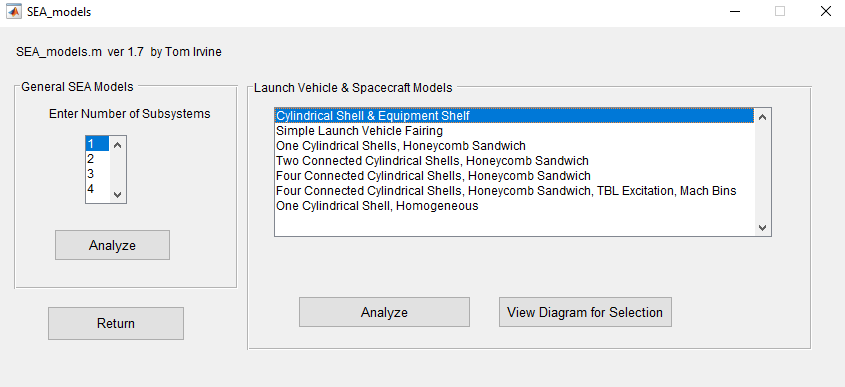 SEA_models
SEA_models.m ver 1.7 by Tom Irvine
General SEA Models
Enter Number of Subsystems
1
2
3
4
Analyze
Return
Launch Vehicle & Spacecraft Models
Cylindrical Shell & Equipment Shelf
Simple Launch Vehicle Fairing
One Cylindrical Shells, Honeycomb Sandwich
Two Connected Cylindrical Shells, Honeycomb Sandwich
Four Connected Cylindrical Shells, Honeycomb Sandwich
Four Connected Cylindrical Shells, Honeycomb Sandwich, TBL Excitation, Mach Bins
One Cylindrical Shell, Homogeneous
Analyze
View Diagram for Selection